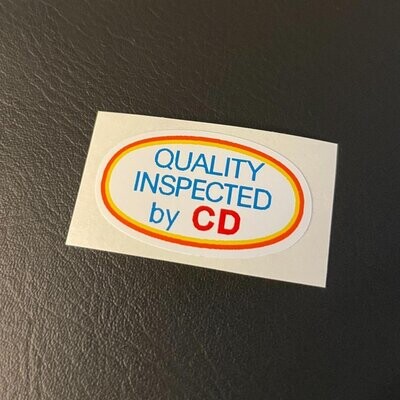 QUALITY
INSPECTED
by CD